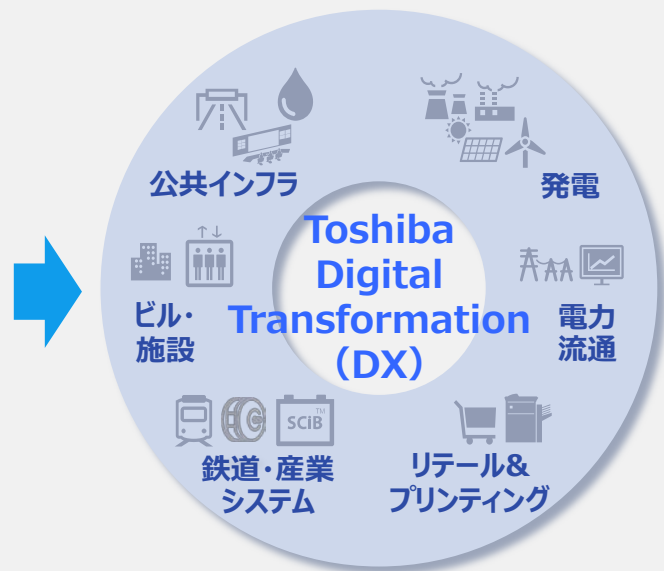 公共インフラ
発電
Toshiba
Digital
Transformation
（DX）
ビル・
施設
電力
流通
SCiB™
鉄道・産業
システム
リテール&
プリンティング